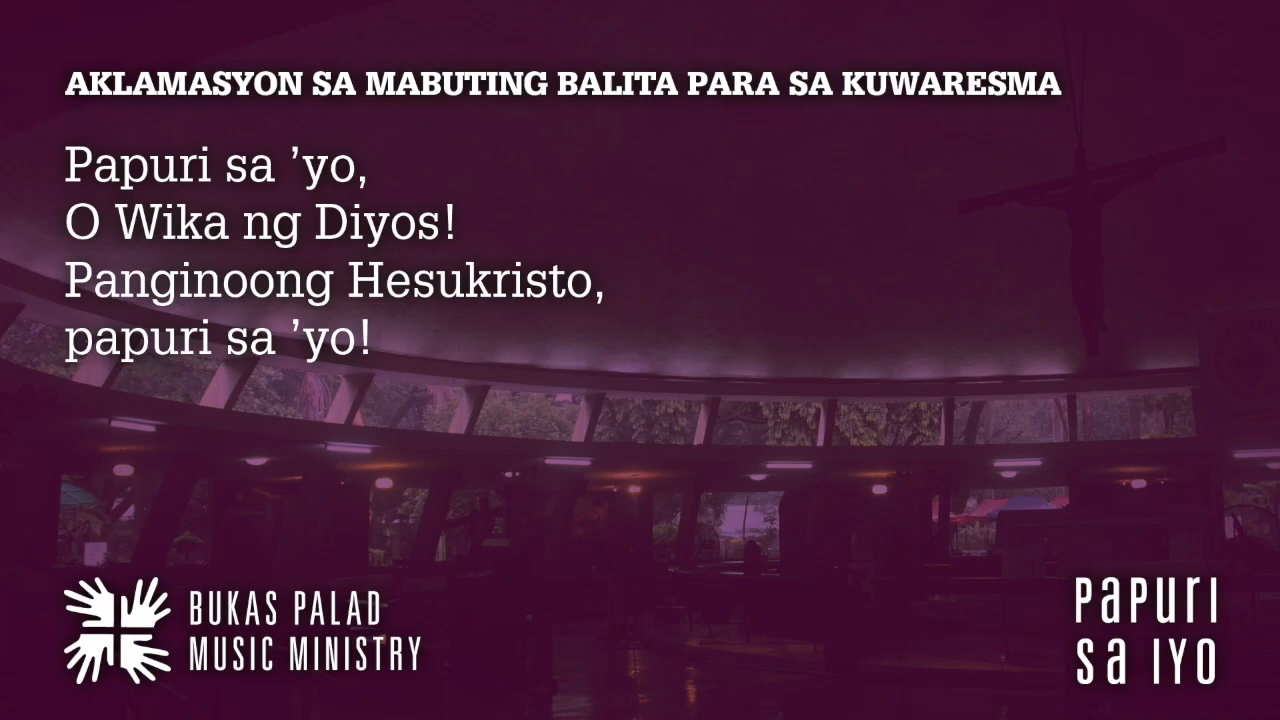 AKLAMASYON SA MABUTING BALITA PARA SA KUWARESMA
Papuri sa ’yo,
O Wika ng Diyos!
Panginoong Hesukristo,
papuri sa ’yo!
BUKAS PALAD
MUSIC MINISTRY
PaPUrI
sa IYO